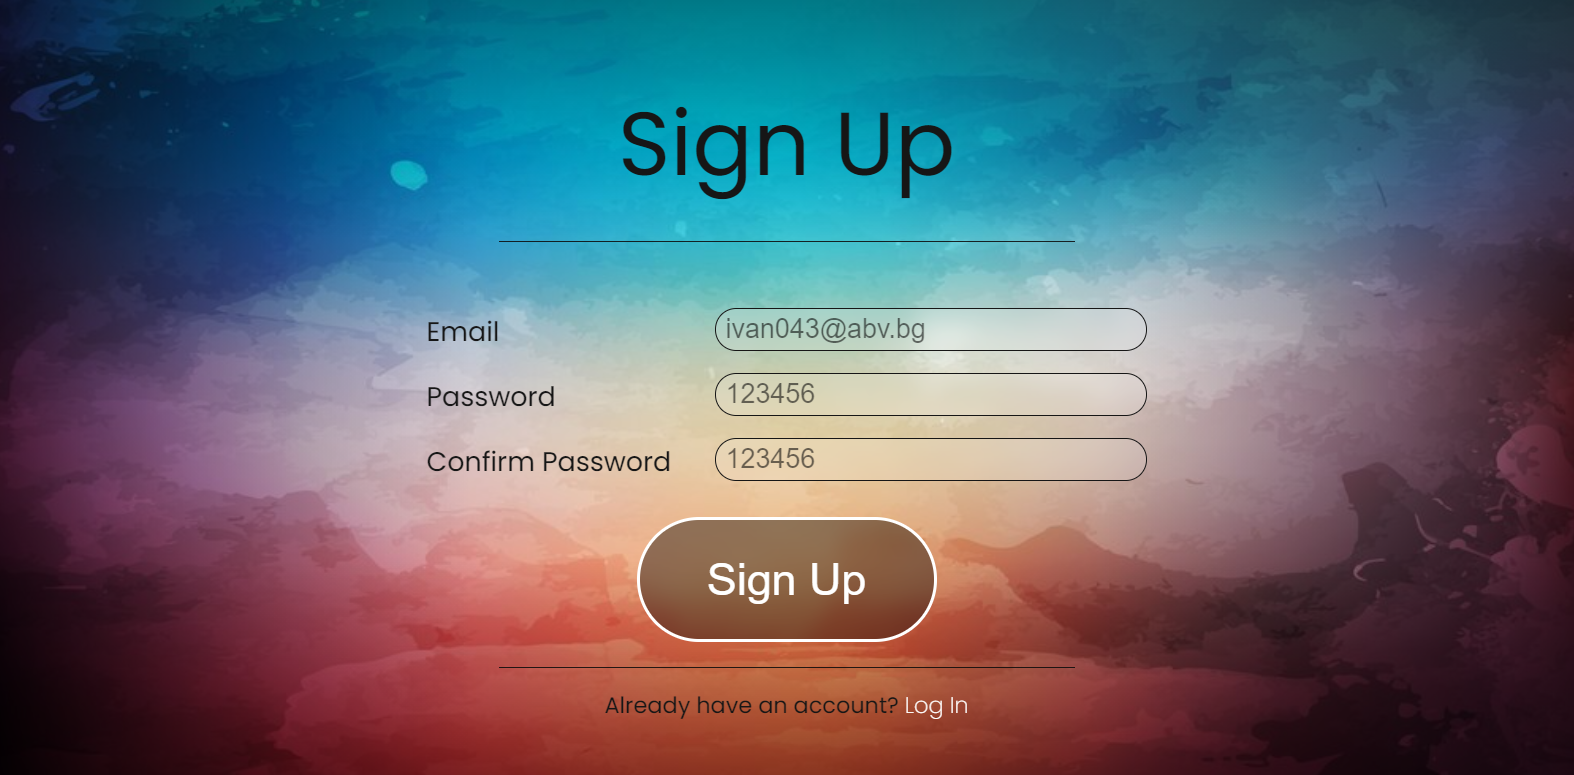 Sign Up
Email ivan043@abv.bg
Password 123456
Confirm Password 123456
Sign Up
Already have an account? Log In